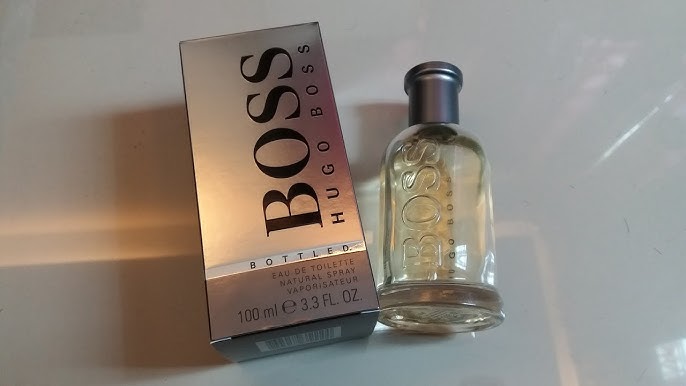 BOSS
HUGO BOSS
BOTTLED.
EAU DE TOILETTE
NATURAL SPRAY
VAPORISATEUR
100 ml ℮ 3.3 FL. OZ.
BOSS
HUGO BOSS